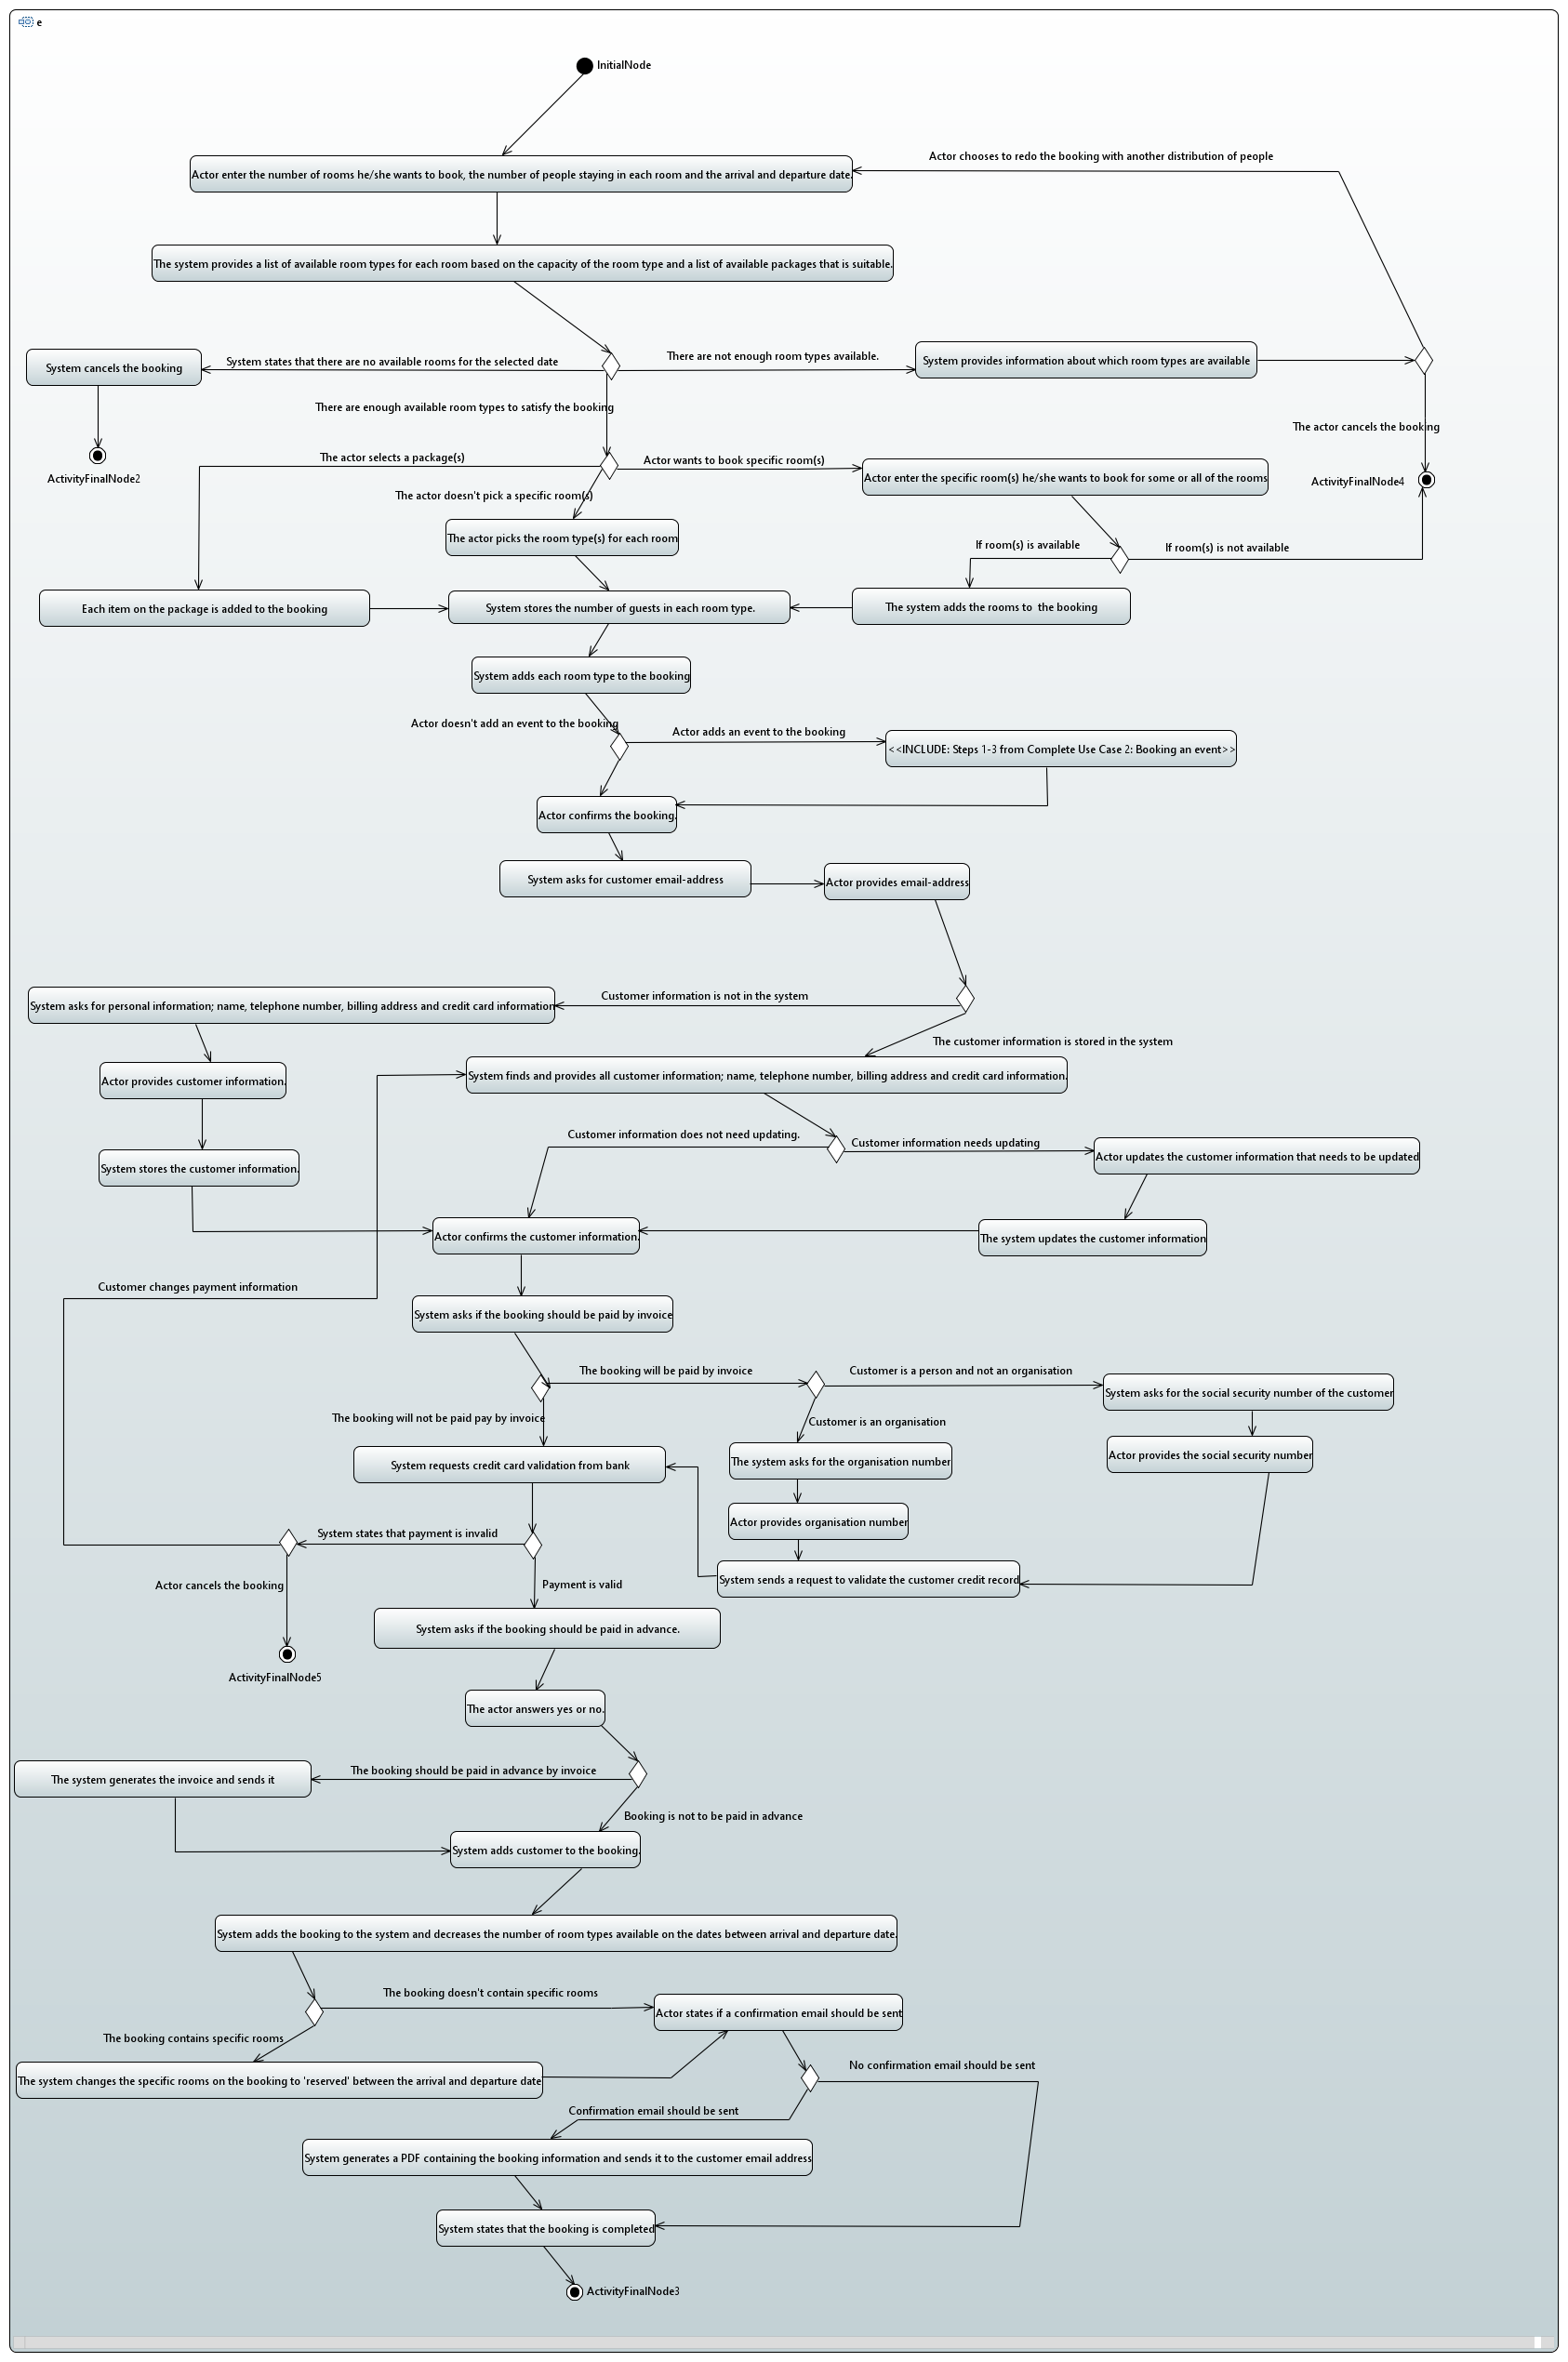 e
InitialNode
Actor chooses to redo the booking with another distribution of people
Actor enter the number of rooms he/she wants to book, the number of people staying in each room and the arrival and departure date.
The system provides a list of available room types for each room based on the capacity of the room type and a list of available packages that is suitable.
System cancels the booking
System states that there are no available rooms for the selected date
There are not enough room types available.
System provides information about which room types are available
There are enough available room types to satisfy the booking
The actor cancels the booking
ActivityFinalNode2
The actor selects a package(s)
Actor wants to book specific room(s)
Actor enter the specific room(s) he/she wants to book for some or all of the rooms
ActivityFinalNode4
The actor doesn't pick a specific room(s)
The actor picks the room type(s) for each room
If room(s) is available
If room(s) is not available
Each item on the package is added to the booking
System stores the number of guests in each room type.
The system adds the rooms to  the booking
System adds each room type to the booking
Actor doesn't add an event to the booking
Actor adds an event to the booking
<<INCLUDE: Steps 1-3 from Complete Use Case 2: Booking an event>>
Actor confirms the booking.
System asks for customer email-address
Actor provides email-address
System asks for personal information; name, telephone number, billing address and credit card information
Customer information is not in the system
The customer information is stored in the system
Actor provides customer information.
System finds and provides all customer information; name, telephone number, billing address and credit card information.
Customer information does not need updating.
Customer information needs updating
Actor updates the customer information that needs to be updated
System stores the customer information.
Actor confirms the customer information.
The system updates the customer information
Customer changes payment information
System asks if the booking should be paid by invoice
The booking will be paid by invoice
Customer is a person and not an organisation
System asks for the social security number of the customer
The booking will not be paid pay by invoice
Customer is an organisation
System requests credit card validation from bank
The system asks for the organisation number
Actor provides the social security number
Actor provides organisation number
System states that payment is invalid
Actor cancels the booking
Payment is valid
System sends a request to validate the customer credit record
System asks if the booking should be paid in advance.
ActivityFinalNode5
The actor answers yes or no.
The system generates the invoice and sends it
The booking should be paid in advance by invoice
Booking is not to be paid in advance
System adds customer to the booking.
System adds the booking to the system and decreases the number of room types available on the dates between arrival and departure date.
The booking doesn't contain specific rooms
Actor states if a confirmation email should be sent
The booking contains specific rooms
The system changes the specific rooms on the booking to 'reserved' between the arrival and departure date
No confirmation email should be sent
Confirmation email should be sent
System generates a PDF containing the booking information and sends it to the customer email address
System states that the booking is completed
ActivityFinalNode3